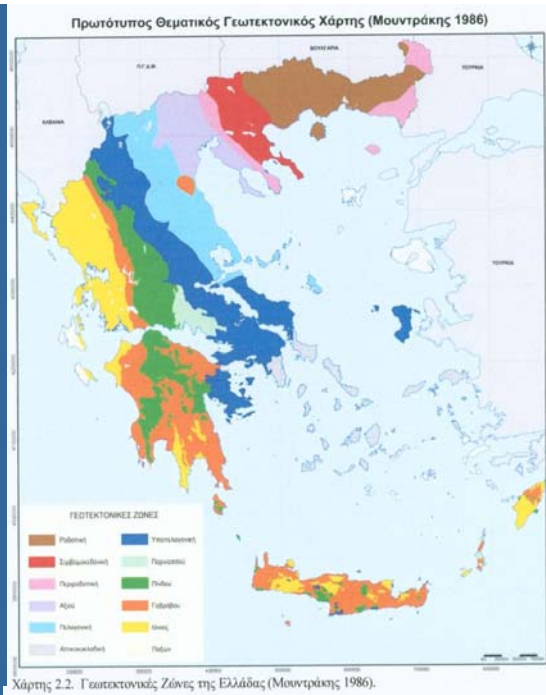 Πρωτότυπος Θεματικός Γεωτεκτονικός Χάρτης (Μουντράκης 1986)
ΒΟΥΛΓΑΡΙΑ
Π.Γ.Δ.Μ.
ΤΟΥΡΚΙΑ
ΑΛΒΑΝΙΑ
ΤΟΥΡΚΙΑ
ΓΕΩΤΕΚΤΟΝΙΚΕΣ ΖΩΝΕΣ
Ροδοπική
Υποπελαγονική
Σερβομακεδονική
Παρνασσού
Περιροδοπική
Πίνδου
Αξιού
Γαβρόβου
Πελαγονική
Ιόνιος
Αττικοκυκλαδική
Παξών
Χάρτης 2.2. Γεωτεκτονικές Ζώνες της Ελλάδας (Μουντράκης 1986).